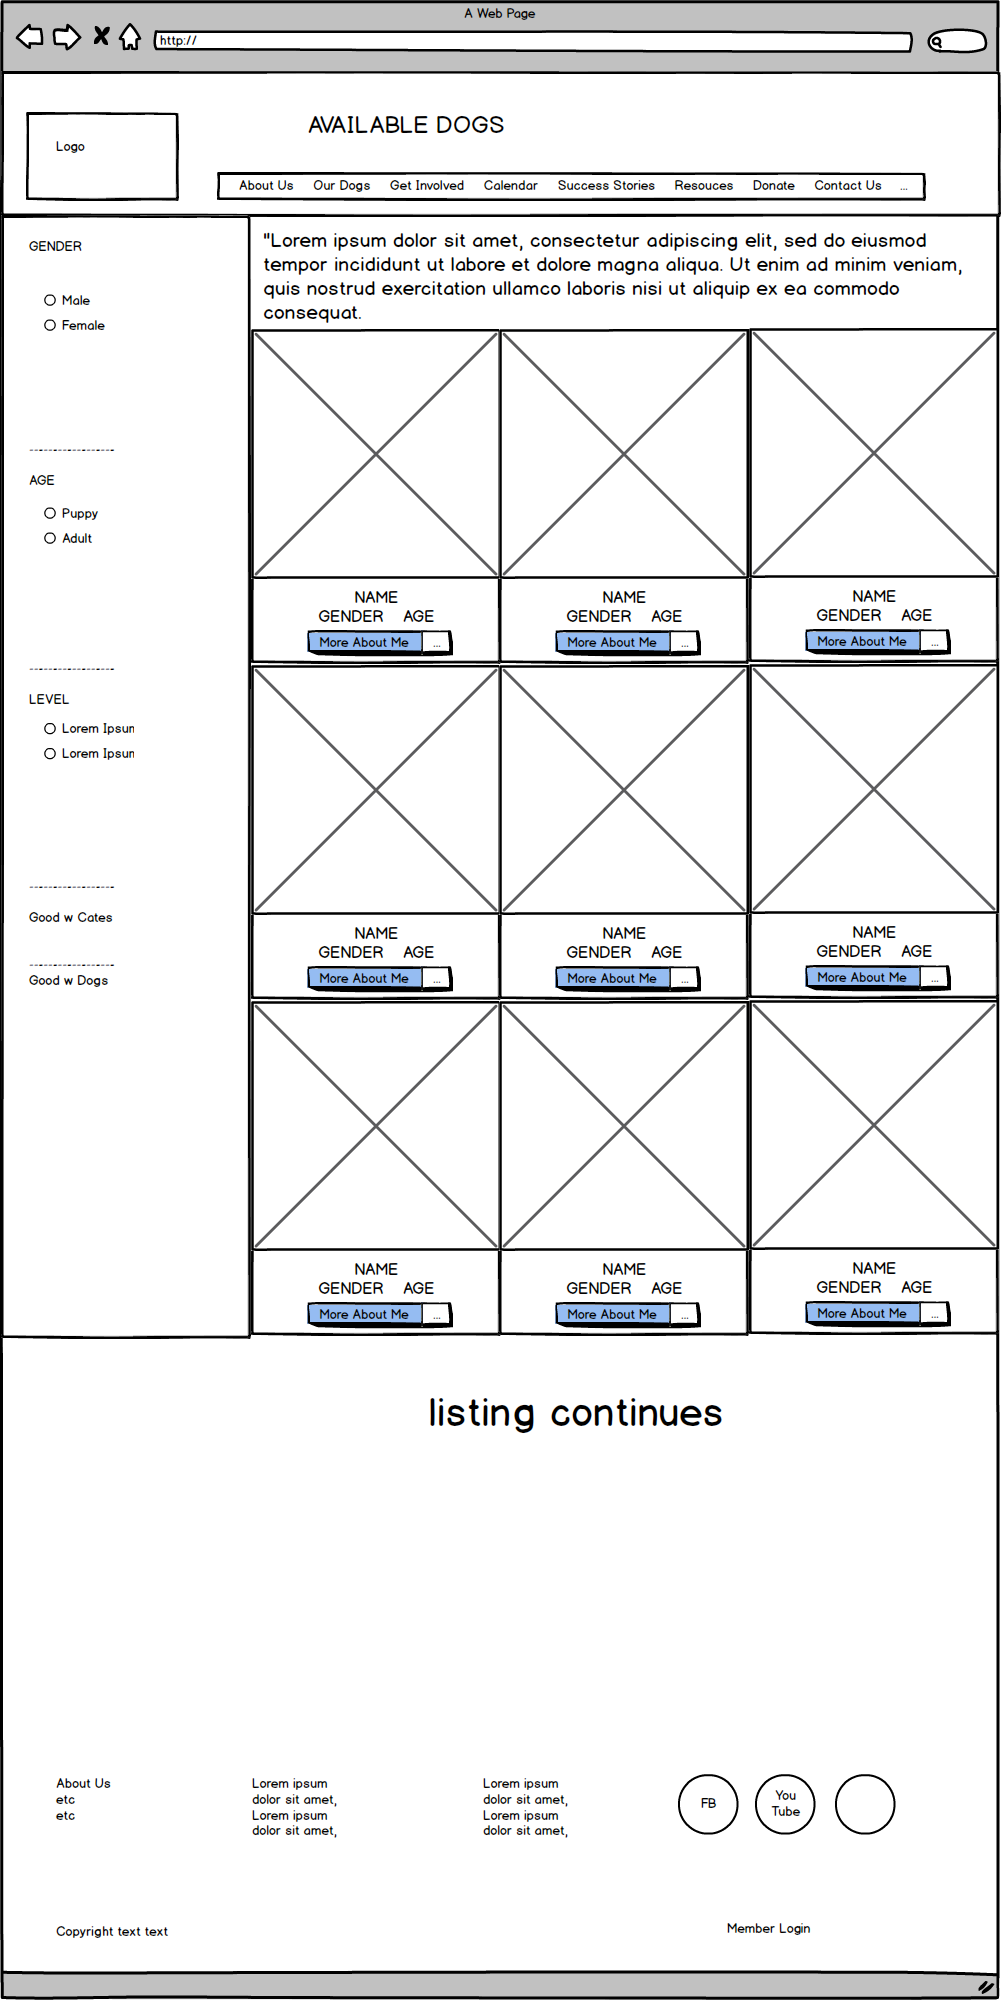 A Web Page
http://
Logo
AVAILABLE DOGS
About Us Our Dogs Get Involved Calendar Success Stories Resouces Donate Contact Us ...
GENDER
Male
Female
-------------------
AGE
Puppy
Adult
-------------------
LEVEL
Lorem Ipsum
Lorem Ipsum
-------------------
Good w Cates
-------------------
Good w Dogs
"Lorem ipsum dolor sit amet, consectetur adipiscing elit, sed do eiusmod
tempor incididunt ut labore et dolore magna aliqua. Ut enim ad minim veniam,
quis nostrud exercitation ullamco laboris nisi ut aliquip ex ea commodo
consequat.
NAME NAME NAME
GENDER AGE GENDER AGE GENDER AGE
More About Me ... More About Me ... More About Me ...
NAME NAME NAME
GENDER AGE GENDER AGE GENDER AGE
More About Me ... More About Me ... More About Me ...
NAME NAME NAME
GENDER AGE GENDER AGE GENDER AGE
More About Me ... More About Me ... More About Me ...
listing continues
About Us
etc
etc
Lorem ipsum
dolor sit amet,
Lorem ipsum
dolor sit amet,
Lorem ipsum
dolor sit amet,
Lorem ipsum
dolor sit amet,
FB
You
Tube
Copyright text text
Member Login